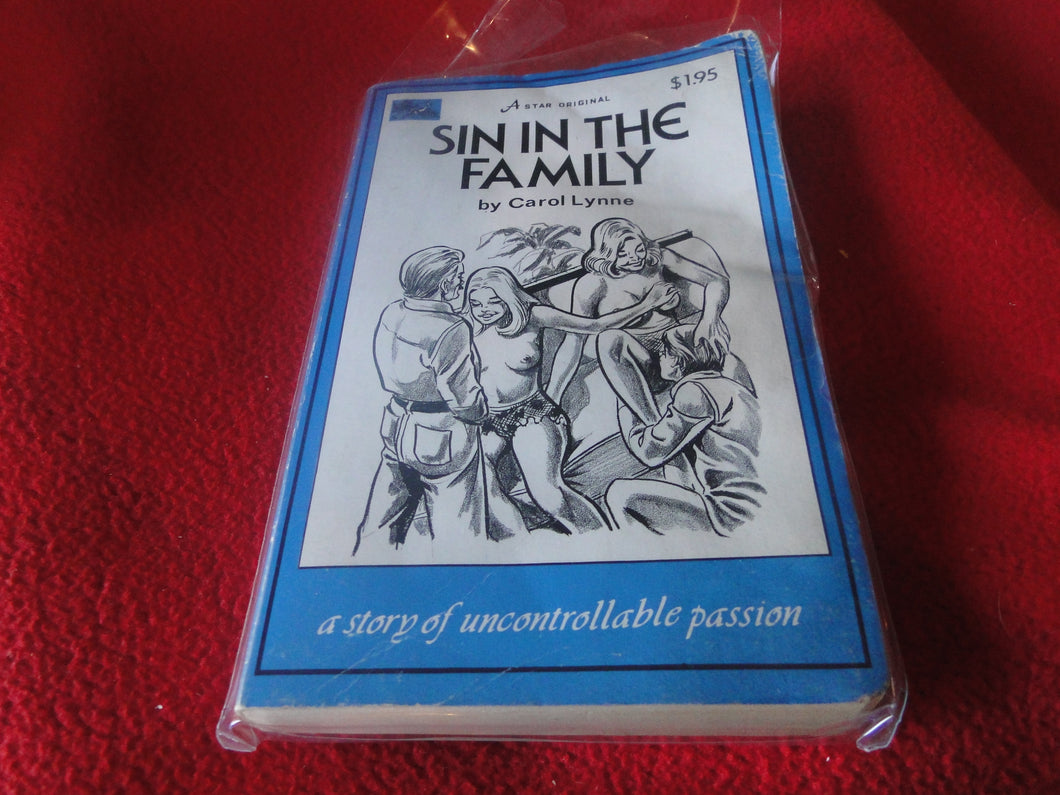 A STAR ORIGINAL
$1.95
SIN IN THE
FAMILY
by Carol Lynne
a story of uncontrollable passion